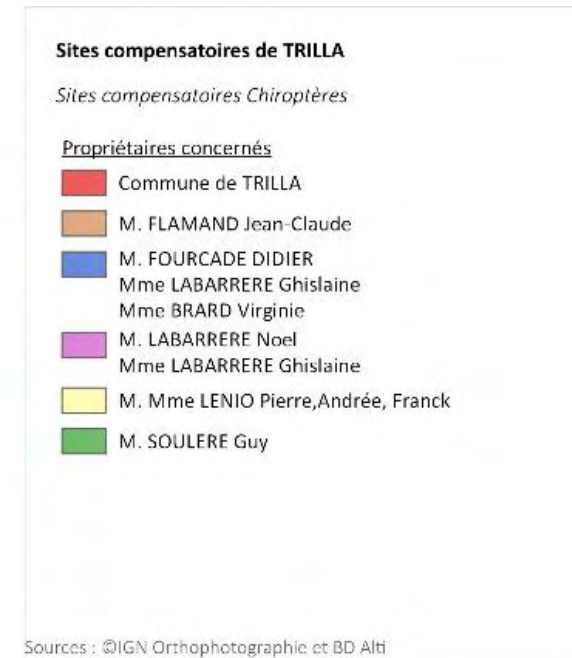 Sites compensatoires de TRILLA
Sites compensatoires Chiroptères
Propriétaires concernés
Commune de TRILLA
M. FLAMAND Jean-Claude
M. FOURCADE DIDIER
Mme LABARRERE Ghislaine
Mme BRARD Virginie
M. LABARRERE Noel
Mme LABARRERE Ghislaine
M. Mme LENIO Pierre,Andrée, Franck
M. SOULERE Guy
Sources : ©IGN Orthophotographie et BD Alti